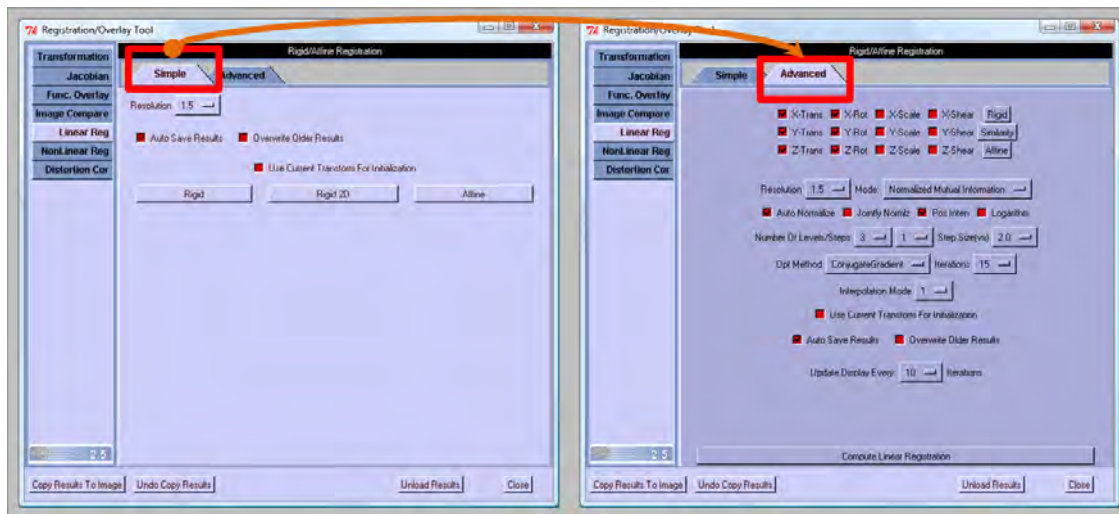 Registration/Overlay Tool
Rigid/Affine Registration
Transformation
Jacobian
Func. Overlay
Image Compare
Linear Reg
NonLinear Reg
Distortion Cor
Simple
Advanced
Resolution 1.5
Auto Save Results Overwrite Older Results
Use Current Transform For Initialization
Rigid Rigid 2D Affine
2.5
Copy Results To Image Undo Copy Results Unload Results Close
Registration/Overlay Tool
Rigid/Affine Registration
Transformation
Jacobian
Func. Overlay
Image Compare
Linear Reg
NonLinear Reg
Distortion Cor
Simple
Advanced
X-Trans X-Rot X-Scale X-Shear Rigid
Y-Trans Y-Rot Y-Scale Y-Shear Similarity
Z-Trans Z-Rot Z-Scale Z-Shear Affine
Resolution 1.5 Mode: Normalized Mutual Information
Auto Normalize Jointly Nomlz Pos Inten Logarithm
Number Of Levels/Steps 3 1 Step Size(vx) 2.0
Opt Method ConjugateGradient Iterations 15
Interpolation Mode 1
Use Current Transform For Initialization
Auto Save Results Overwrite Older Results
Update Display Every: 10 Iterations
2.5
Compute Linear Registration
Copy Results To Image Undo Copy Results Unload Results Close